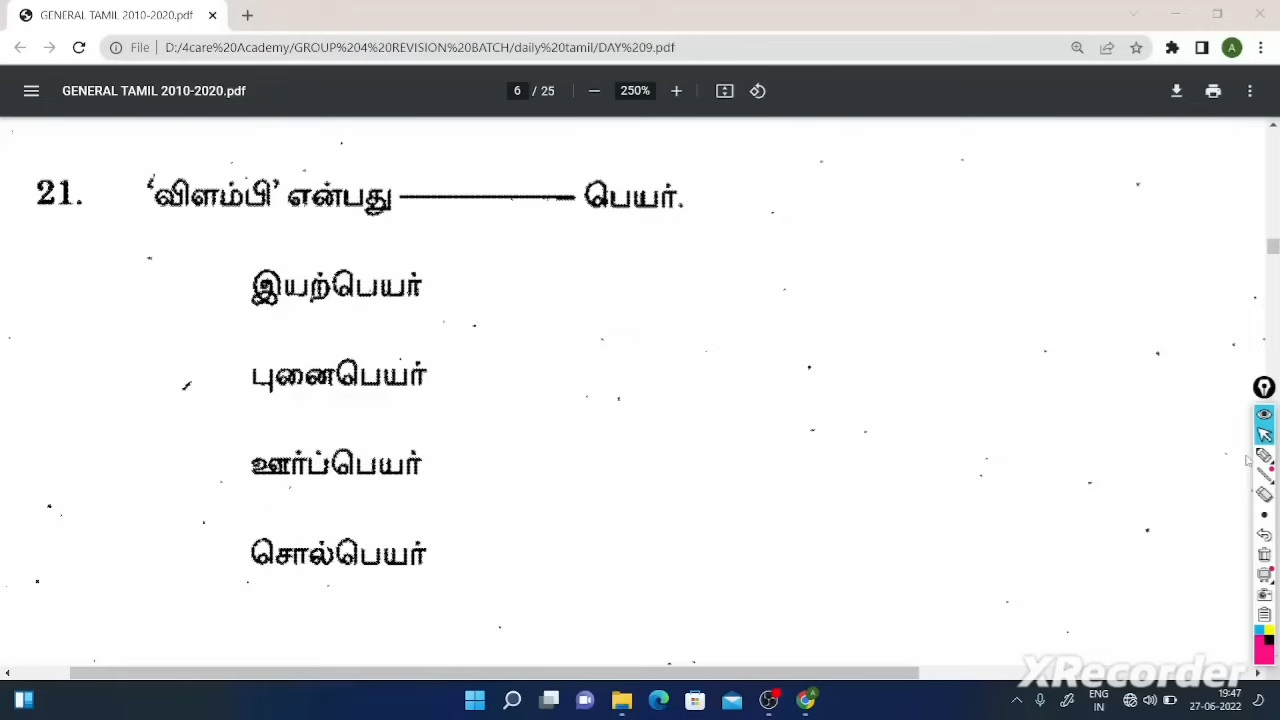 GENERAL TAMIL 2010-2020.pdf
File D:/4care%20Academy/GROUP%204%20REVISION%20BATCH/daily%20tamil/DAY%209.pdf
A
GENERAL TAMIL 2010-2020.pdf
6 / 25
250%
21. 'விளம்பி' என்பது ———— பெயர்.
இயற்பெயர்
புனைபெயர்
ஊர்ப்பெயர்
சொல்பெயர்
XRecorder
ENG
IN
19:47
27-06-2022